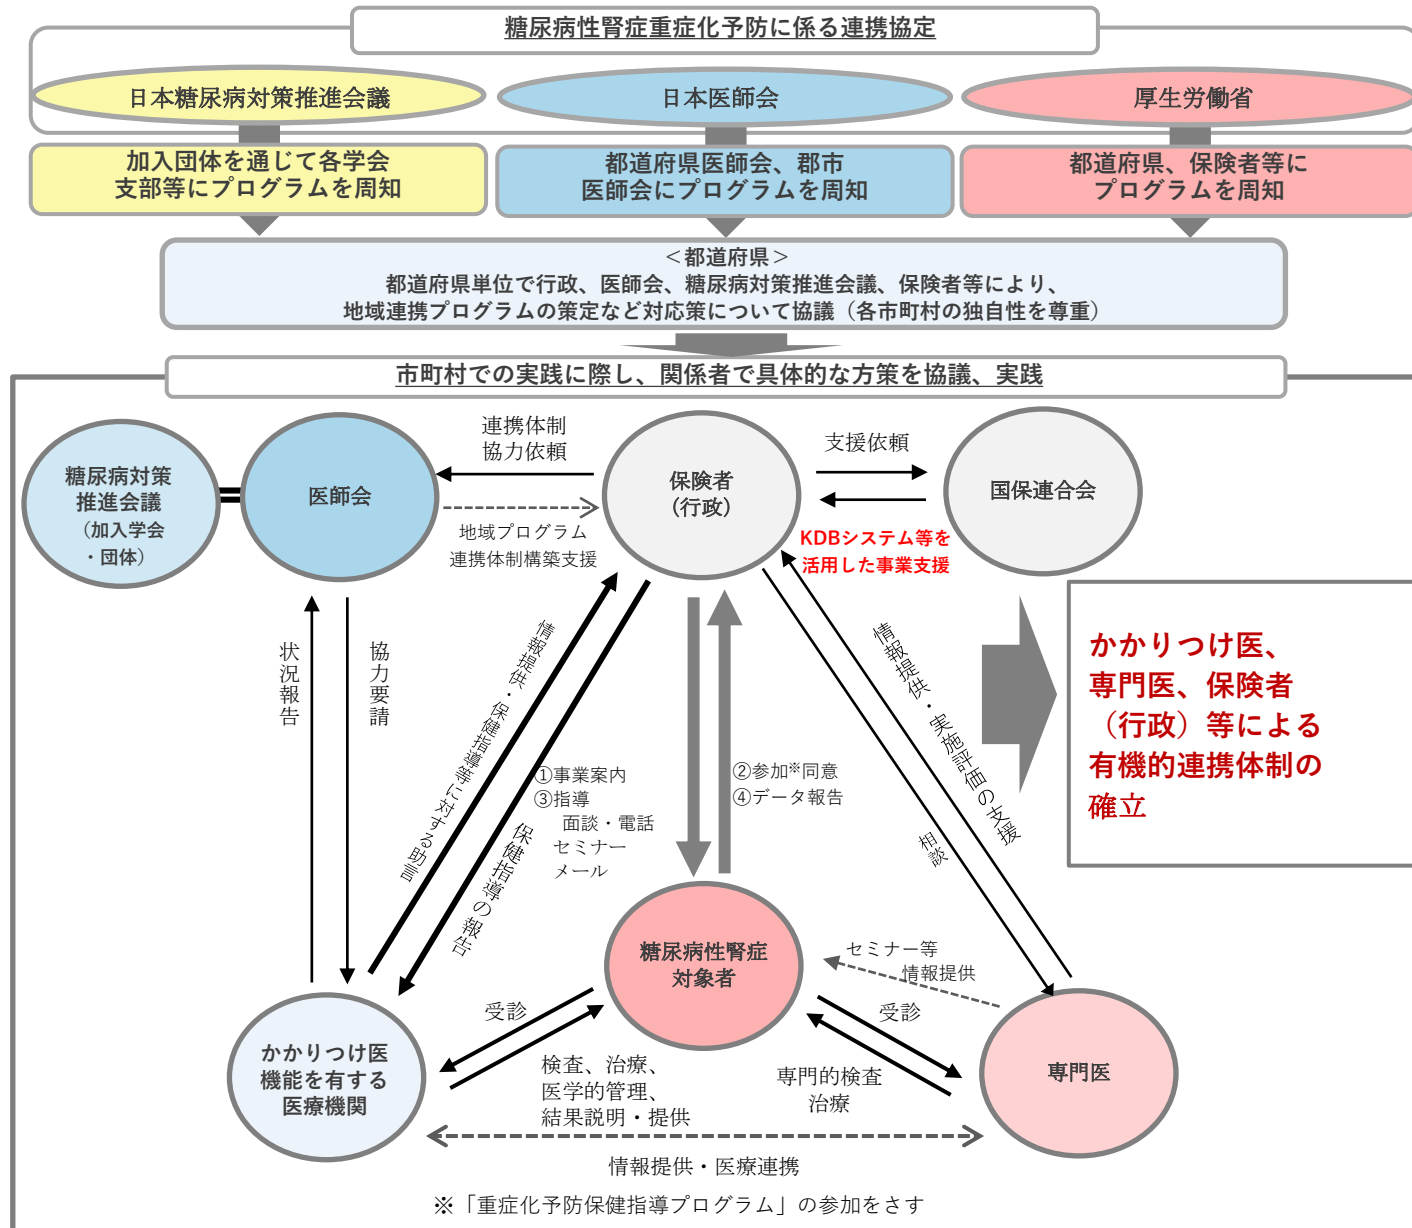 糖尿病性腎症重症化予防に係る連携協定
日本糖尿病対策推進会議
日本医師会
厚生労働省
加入団体を通じて各学会
支部等にプログラムを周知
都道府県医師会、郡市
医師会にプログラムを周知
都道府県、保険者等に
プログラムを周知
＜都道府県＞
都道府県単位で行政、医師会、糖尿病対策推進会議、保険者等により、
地域連携プログラムの策定など対応策について協議（各市町村の独自性を尊重）
市町村での実践に際し、関係者で具体的な方策を協議、実践
糖尿病対策
推進会議
（加入学会
・団体）
医師会
連携体制
協力依頼
地域プログラム
連携体制構築支援
保険者
（行政）
支援依頼
KDBシステム等を
活用した事業支援
国保連合会
かかりつけ医、
専門医、保険者
（行政）等による
有機的連携体制の
確立
状況報告
協力要請
情報提供・保健指導等に対する助言
保健指導の報告
①事業案内
③指導
面談・電話
セミナー
メール
②参加※同意
④データ報告
情報提供・実施評価の支援
相談
糖尿病性腎症
対象者
セミナー等
情報提供
受診
受診
かかりつけ医
機能を有する
医療機関
検査、治療、
医学的管理、
結果説明・提供
専門的検査
治療
専門医
情報提供・医療連携
※「重症化予防保健指導プログラム」の参加をさす